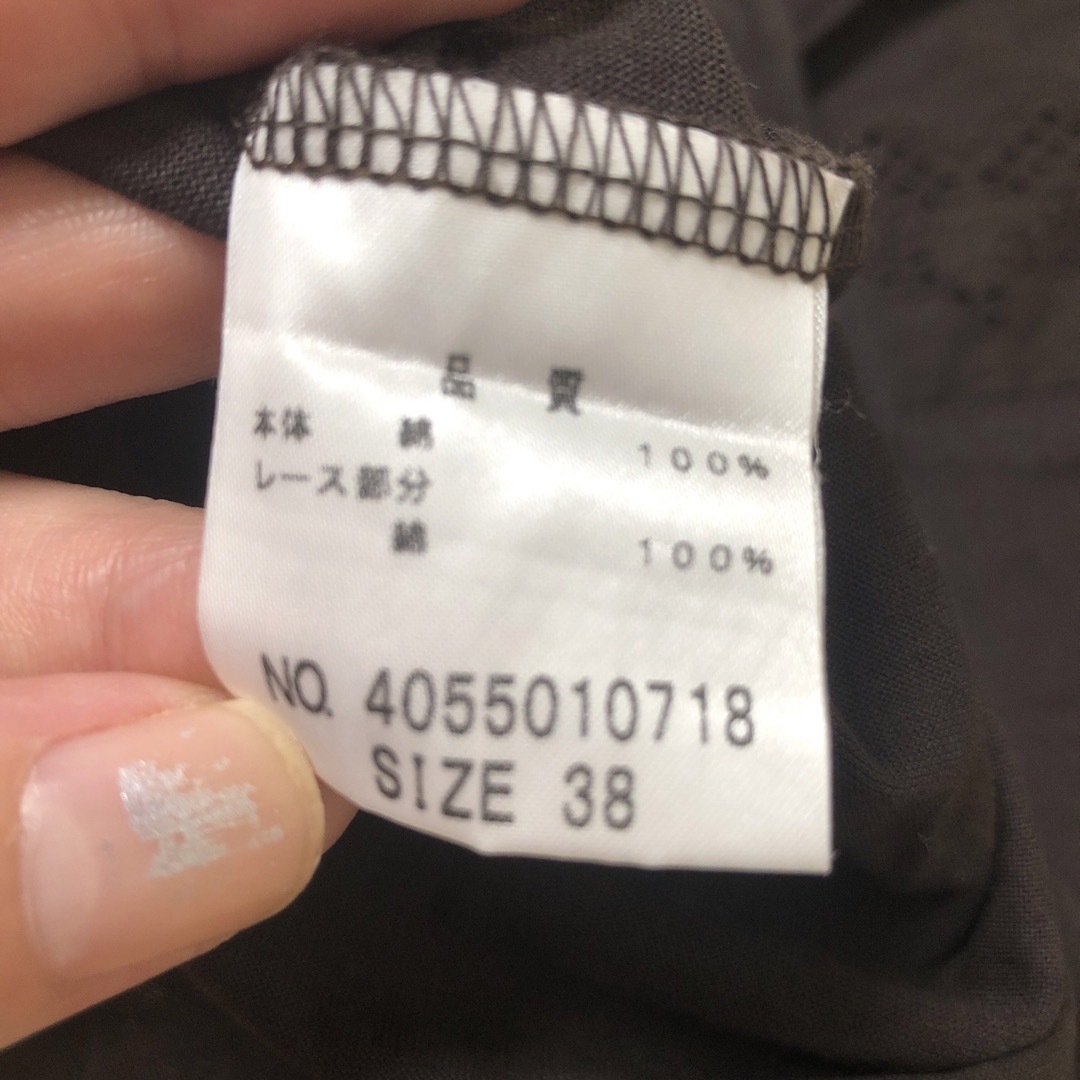 品 質
本体 綿 100%
レース部分
綿 100%
NO. 4055010718
SIZE 38